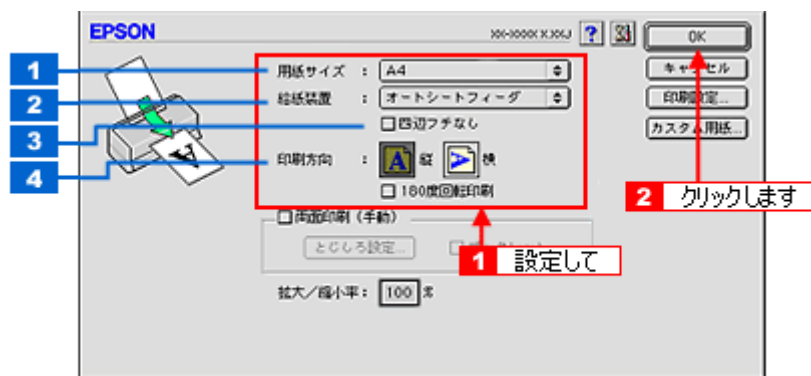 EPSON
XX-XXXX X.XXJ ?
OK
1
用紙サイズ : A4
キャンセル
2
給紙装置 : オートシートフィーダ
印刷設定...
3
四辺フチなし
カスタム用紙...
4
印刷方向 : A 縦 A 横
180度回転印刷
2 クリックします
両面印刷(手動)
とじしろ設定...
1 設定して
拡大/縮小率: 100 %